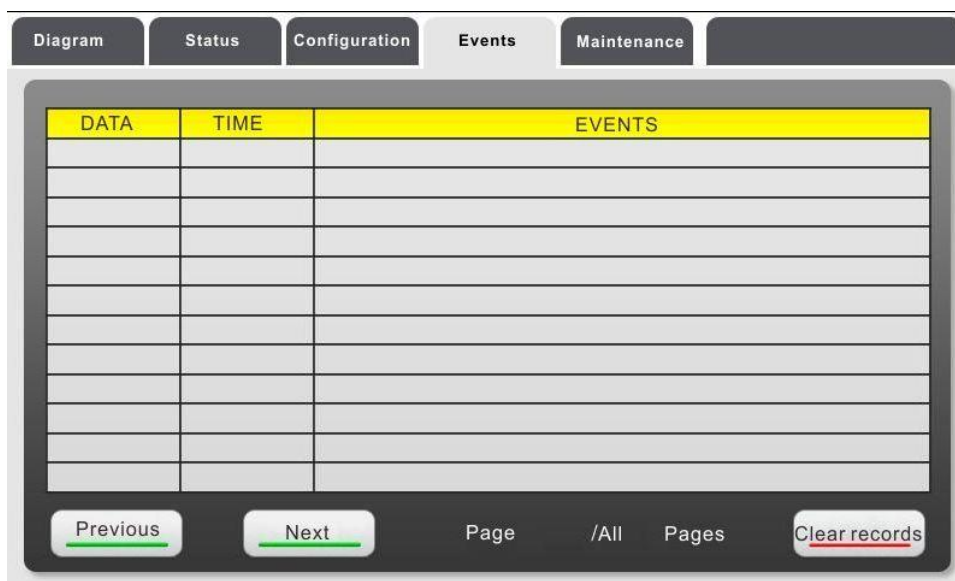 Diagram Status Configuration Events Maintenance
DATA TIME EVENTS
Previous Next Page /All Pages Clear records